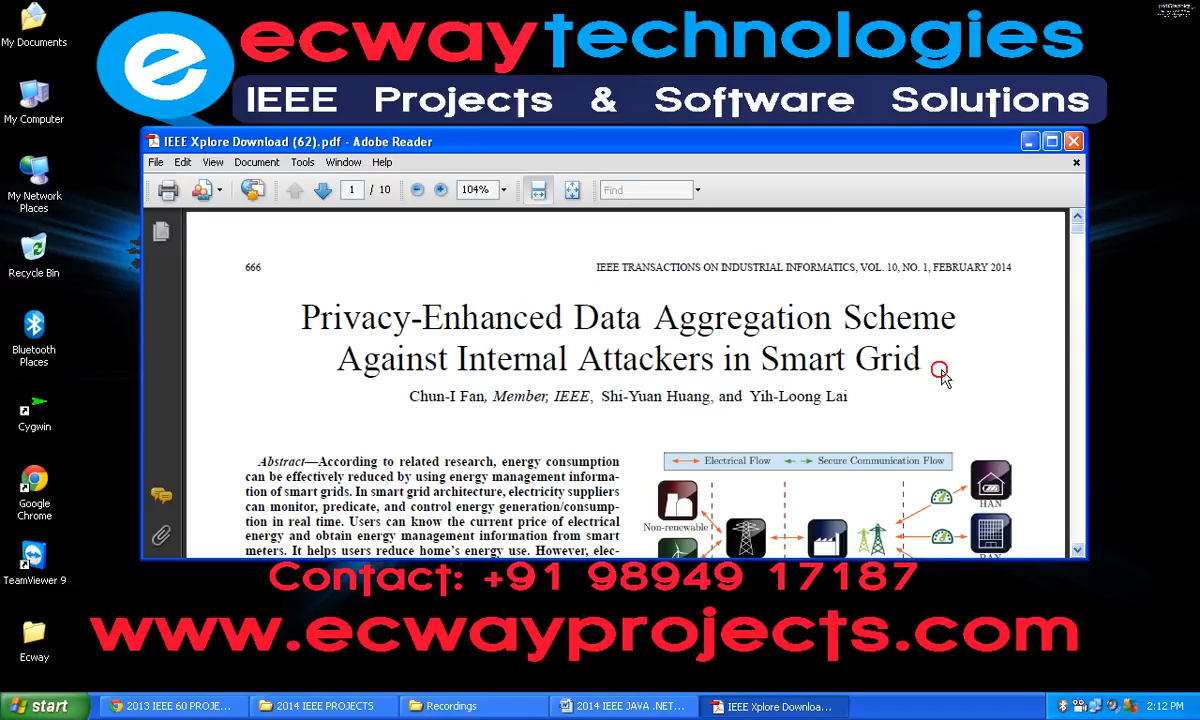 My Documents
My Computer
My Network
Places
Recycle Bin
Bluetooth
Places
Cygwin
Google
Chrome
TeamViewer 9
Ecway
e ecwaytechnologies
IEEE Projects & Software Solutions
IEEE Xplore Download (62).pdf - Adobe Reader
File Edit View Document Tools Window Help
1 / 10 104% Find
666 IEEE TRANSACTIONS ON INDUSTRIAL INFORMATICS, VOL. 10, NO. 1, FEBRUARY 2014
Privacy-Enhanced Data Aggregation Scheme
Against Internal Attackers in Smart Grid
Chun-I Fan, Member, IEEE, Shi-Yuan Huang, and Yih-Loong Lai
Abstract—According to related research, energy consumption
can be effectively reduced by using energy management informa-
tion of smart grids. In smart grid architecture, electricity suppliers
can monitor, predicate, and control energy generation/consump-
tion in real time. Users can know the current price of electrical
energy and obtain energy management information from smart
meters. It helps users reduce home's energy use. However, elec-
Electrical Flow Secure Communication Flow
Non-renewable
HAN
Contact: +91 98949 17187
www.ecwayprojects.com
start 2013 IEEE 60 PROJE... 2014 IEEE PROJECTS Recordings 2014 IEEE JAVA .NET... IEEE Xplore Downloa... 2:12 PM